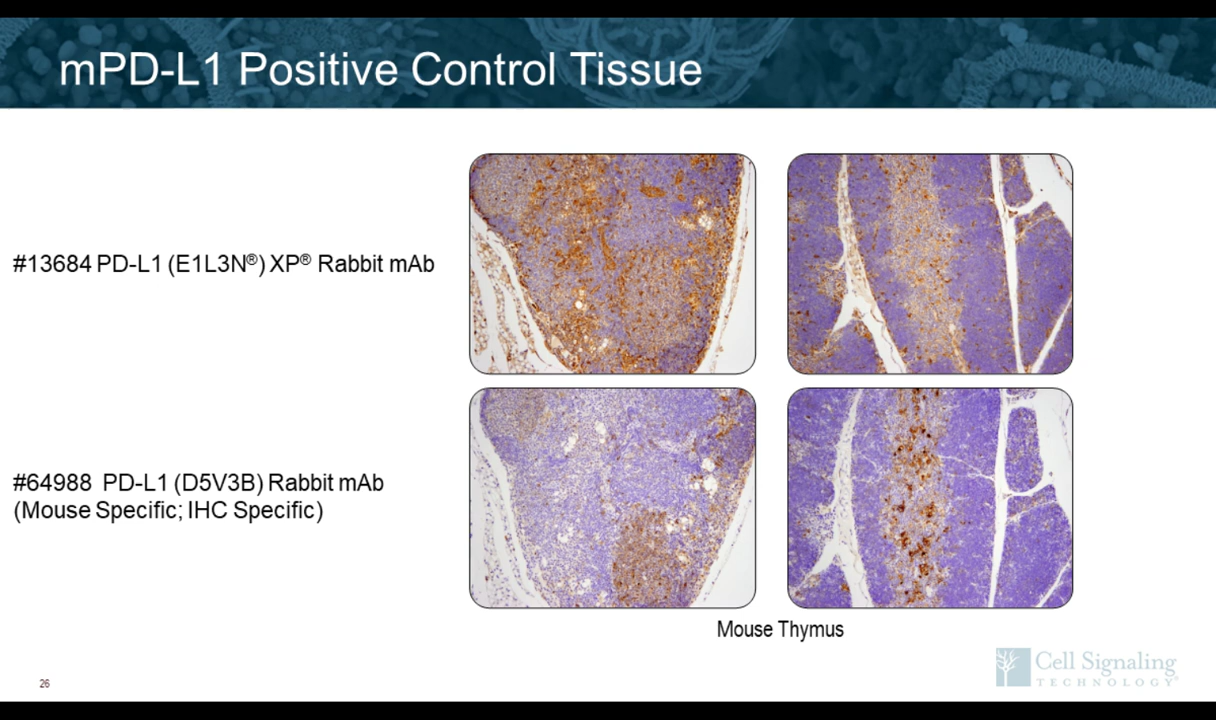 mPD-L1 Positive Control Tissue
#13684 PD-L1 (E1L3N®) XP® Rabbit mAb
#64988 PD-L1 (D5V3B) Rabbit mAb
(Mouse Specific; IHC Specific)
Mouse Thymus
26
Cell Signaling
TECHNOLOGY®